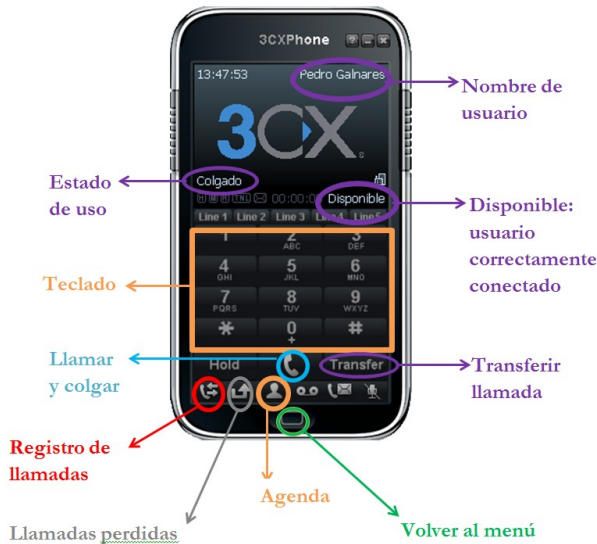 3CXPhone
13:47:53 Pedro Galnares
3CX
Nombre de
usuario
Colgado
Estado
de uso
00:00:0
Disponible
Disponible:
usuario
correctamente
conectado
Line 1 Line 2 Line 3 Line 4 Line 5
Teclado
1 2 3
ABC DEF
4 5 6
GHI JKL MNO
7 8 9
PQRS TUV WXYZ
* 0 #
+
Llamar
y colgar
Hold Transfer
Transferir
llamada
Registro de
llamadas
Agenda
Llamadas perdidas
Volver al menú